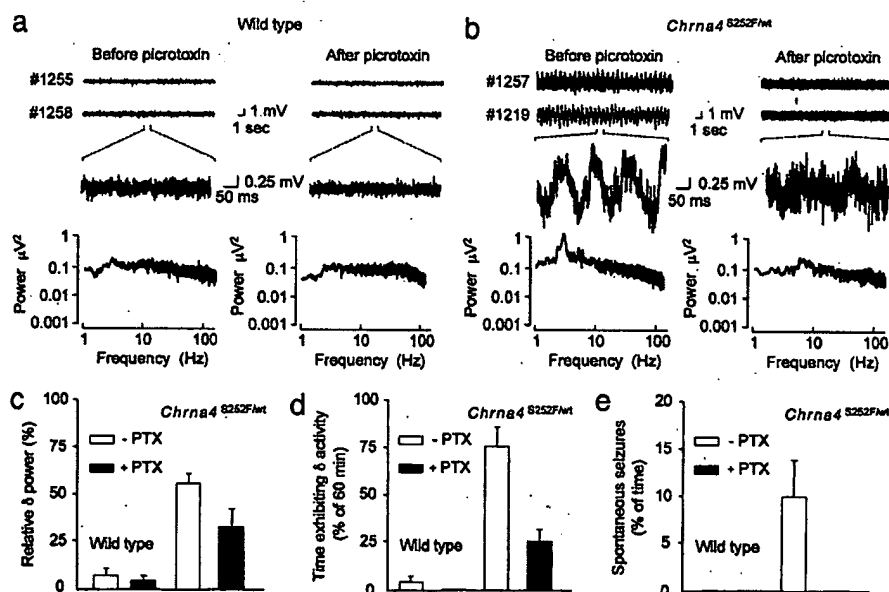 a
Wild type
Before picrotoxin
After picrotoxin
#1255
#1258
1 mV
1 sec
0.25 mV
50 ms
Power μV²
1
0.1
0.01
0.001
1
10
100
Frequency (Hz)
Power μV²
1
0.1
0.01
0.001
1
10
100
Frequency (Hz)
b
Chrna4 S252F/wt
Before picrotoxin
After picrotoxin
#1257
#1219
1 mV
1 sec
0.25 mV
50 ms
Power μV²
1
0.1
0.01
0.001
1
10
100
Frequency (Hz)
Power μV²
1
0.1
0.01
0.001
1
10
100
Frequency (Hz)
c
Relative δ power (%)
100
75
50
25
0
Chrna4 S252F/wt
- PTX
+ PTX
Wild type
d
Time exhibiting δ activity
(% of 60 min)
100
75
50
25
0
Chrna4 S252F/wt
- PTX
+ PTX
Wild type
e
Spontaneous seizures
(% of time)
20
15
10
5
0
Chrna4 S252F/wt
- PTX
+ PTX
Wild type